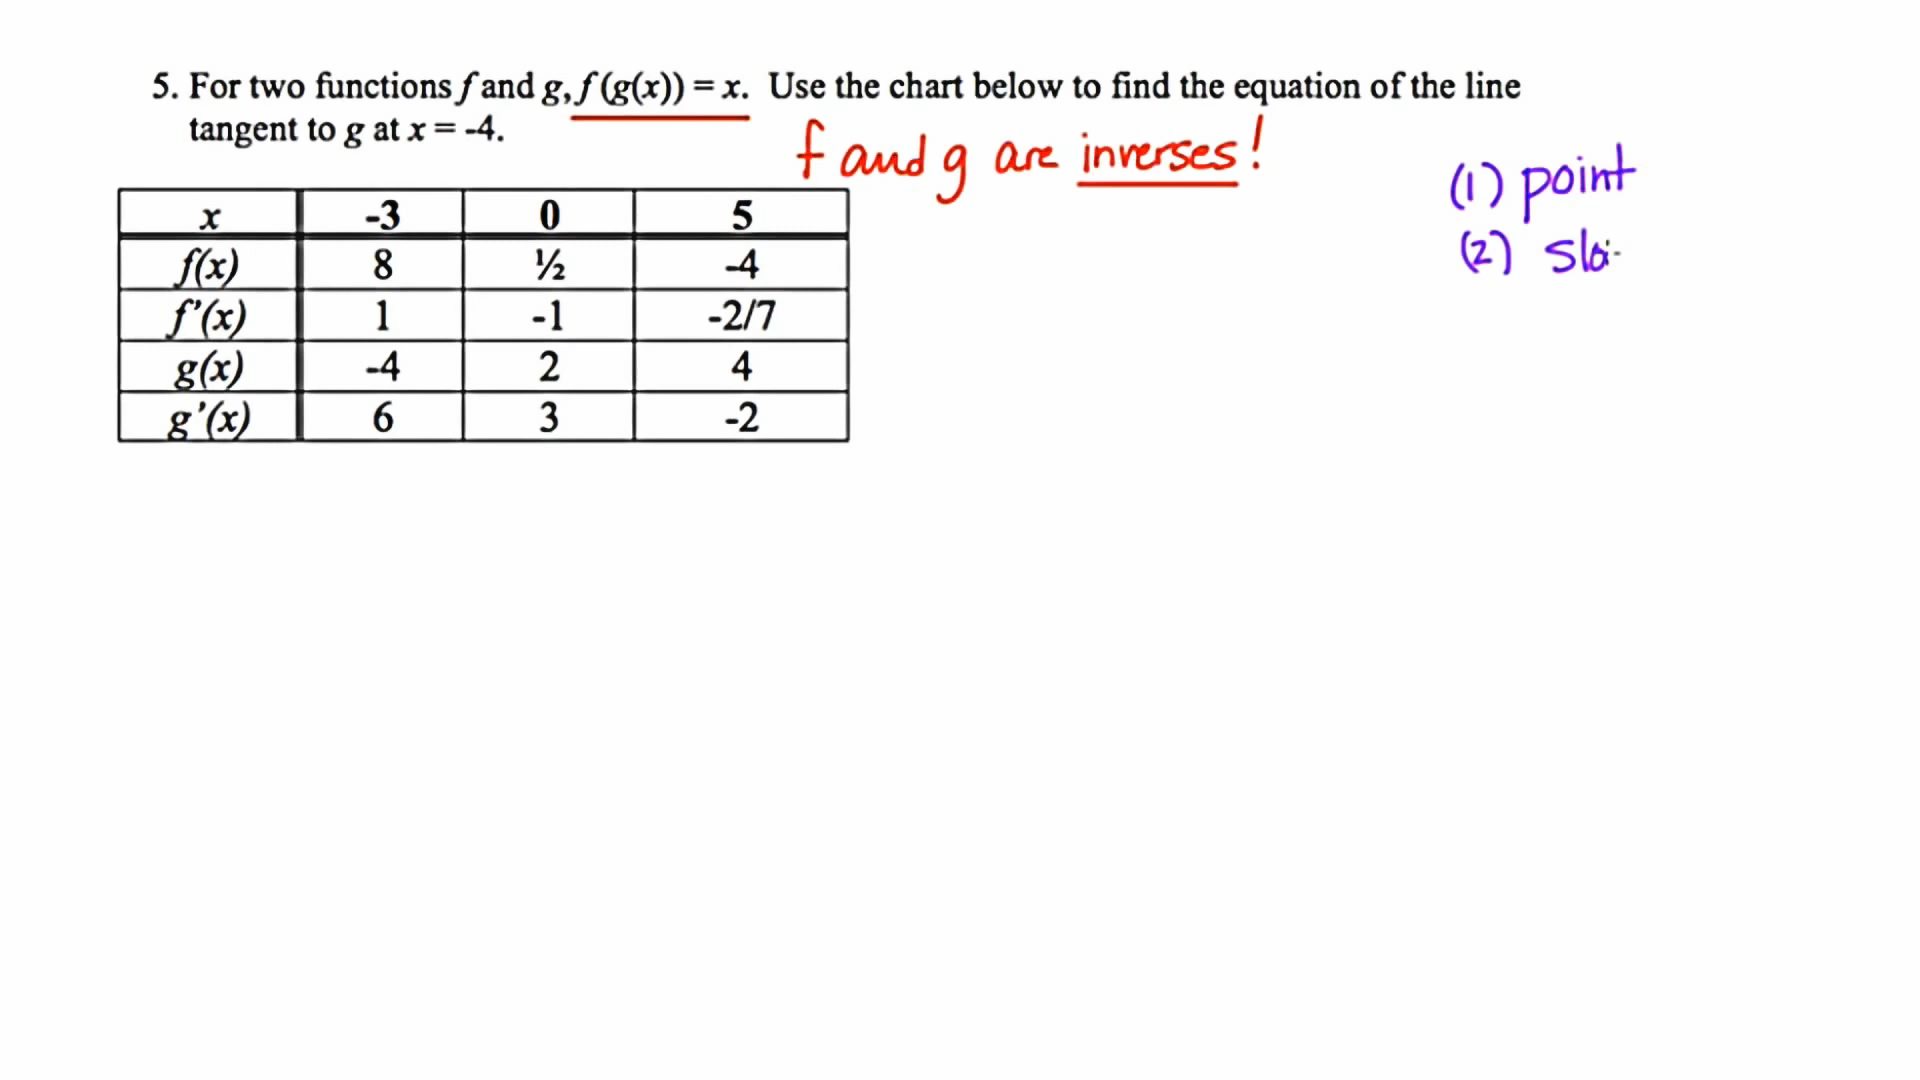 5. For two functions f and g, f(g(x)) = x. Use the chart below to find the equation of the line
tangent to g at x = -4.
f and g are inverses!
(1) point
(2)
x -3 0 5
f(x) 8 ½ -4
f'(x) 1 -1 -2/7
g(x) -4 2 4
g'(x) 6 3 -2